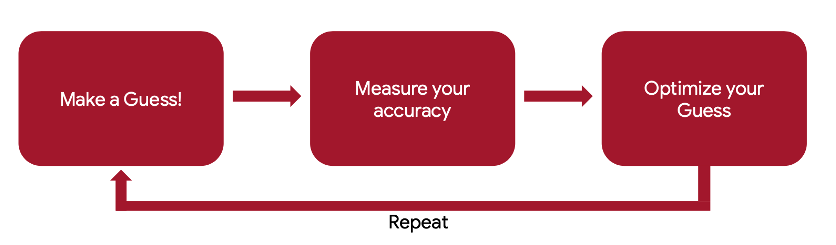 Make a Guess!
Measure your
accuracy
Optimize your
Guess
Repeat